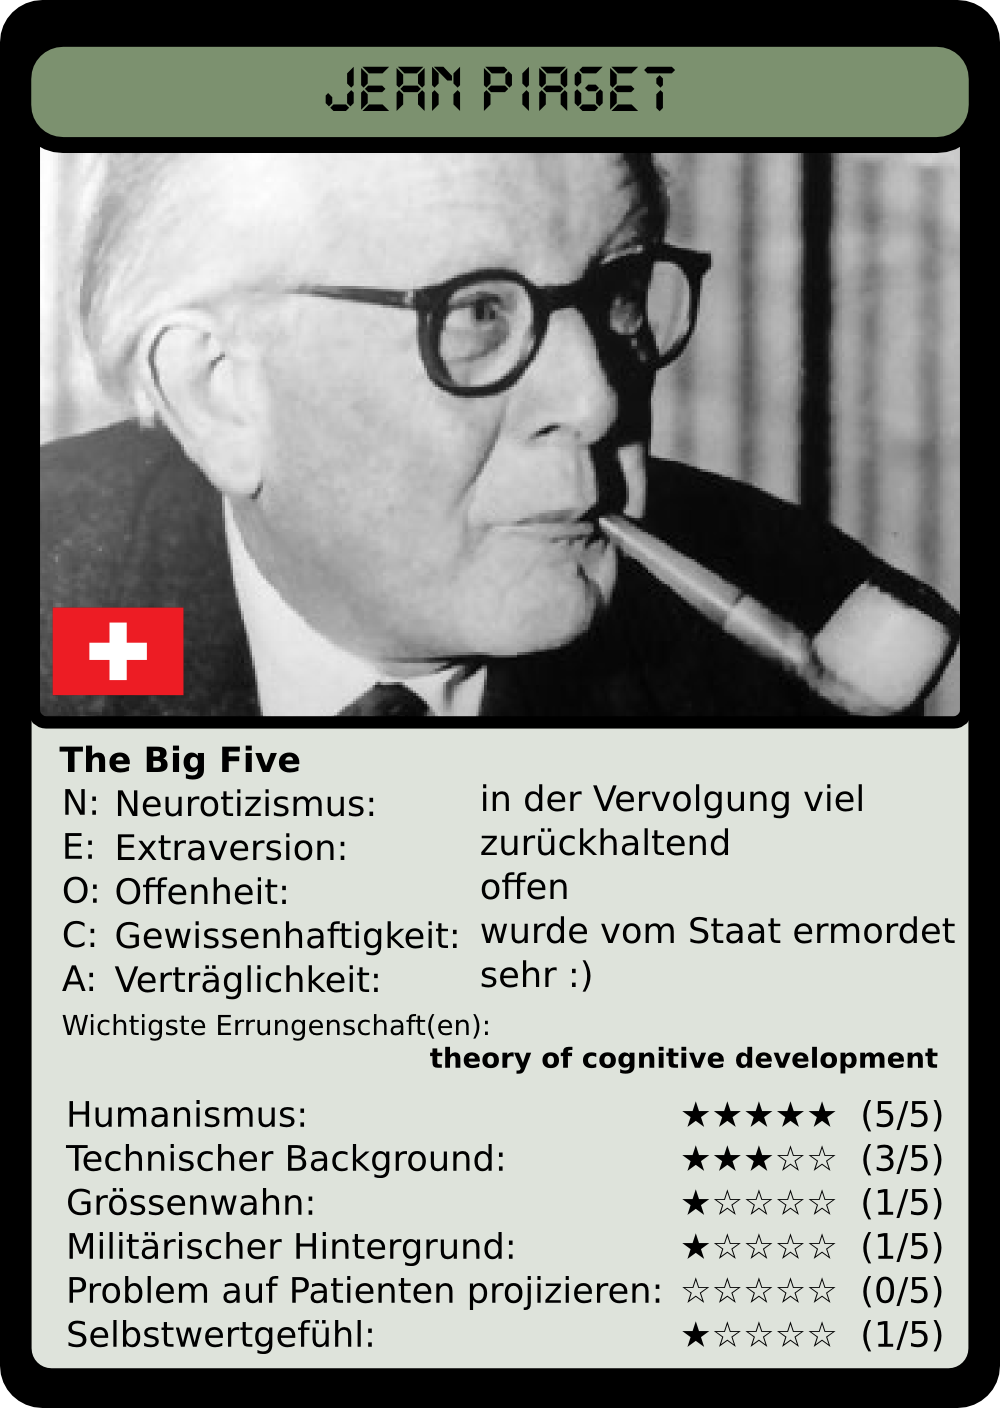 JEAN PIAGET
The Big Five
N: Neurotizismus: in der Vervolgung viel
E: Extraversion: zurückhaltend
O: Offenheit: offen
C: Gewissenhaftigkeit: wurde vom Staat ermordet
A: Verträglichkeit: sehr :)
Wichtigste Errungenschaft(en):
theory of cognitive development
Humanismus: ★★★★★ (5/5)
Technischer Background: ★★★☆☆ (3/5)
Grössenwahn: ★☆☆☆☆ (1/5)
Militärischer Hintergrund: ★☆☆☆☆ (1/5)
Problem auf Patienten projizieren: ☆☆☆☆☆ (0/5)
Selbstwertgefühl: ★☆☆☆☆ (1/5)